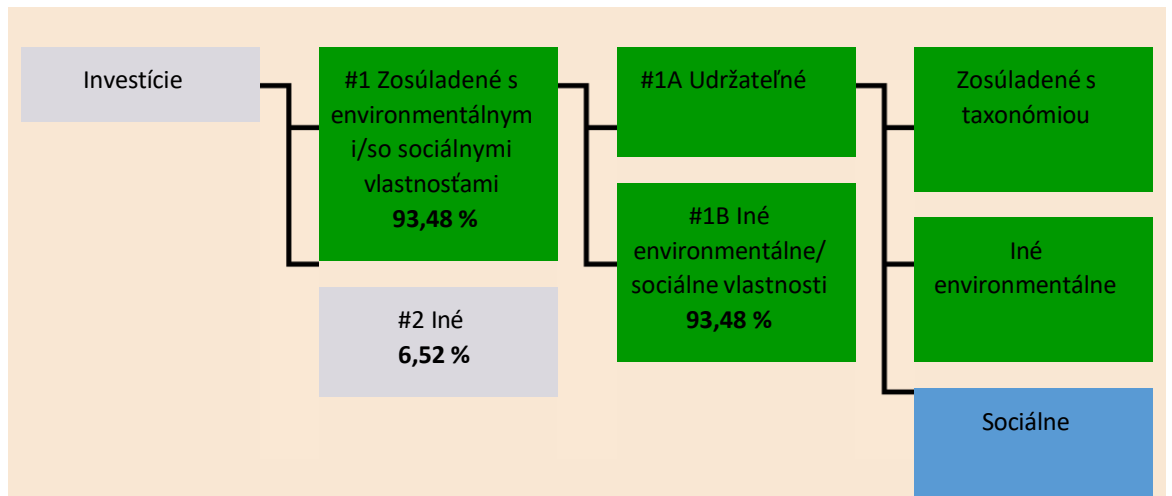 Investície
#1 Zosúladené s
environmentálnym
i/so sociálnymi
vlastnosťami
93,48 %
#2 Iné
6,52 %
#1A Udržateľné
#1B Iné
environmentálne/
sociálne vlastnosti
93,48 %
Zosúladené s
taxonómiou
Iné
environmentálne
Sociálne